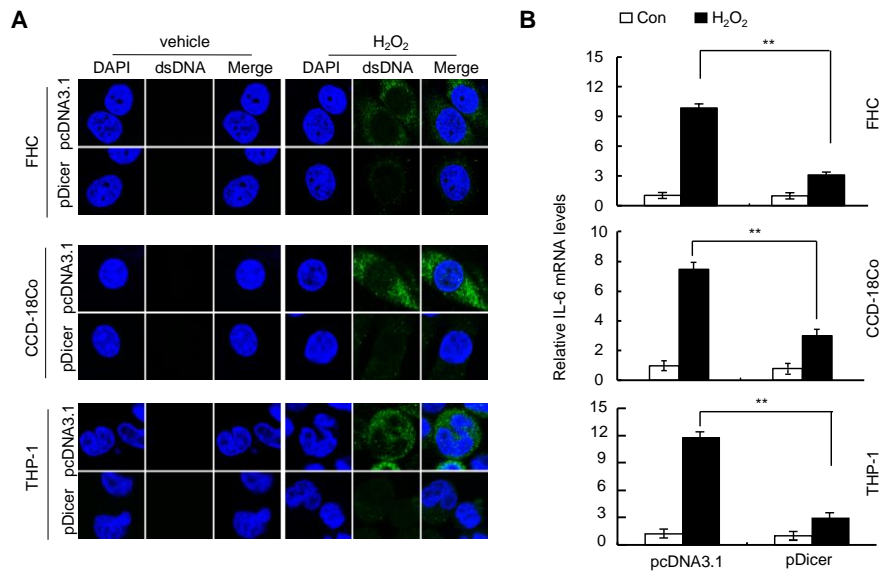 A
vehicle
H₂O₂
DAPI
dsDNA
Merge
DAPI
dsDNA
Merge
FHC
pcDNA3.1
pDicer
CCD-18Co
pcDNA3.1
pDicer
THP-1
pcDNA3.1
pDicer
B
Con
H₂O₂
Relative IL-6 mRNA levels
15
12
9
6
3
0
**
FHC
10
8
6
4
2
0
**
CCD-18Co
15
12
9
6
3
0
**
THP-1
pcDNA3.1
pDicer